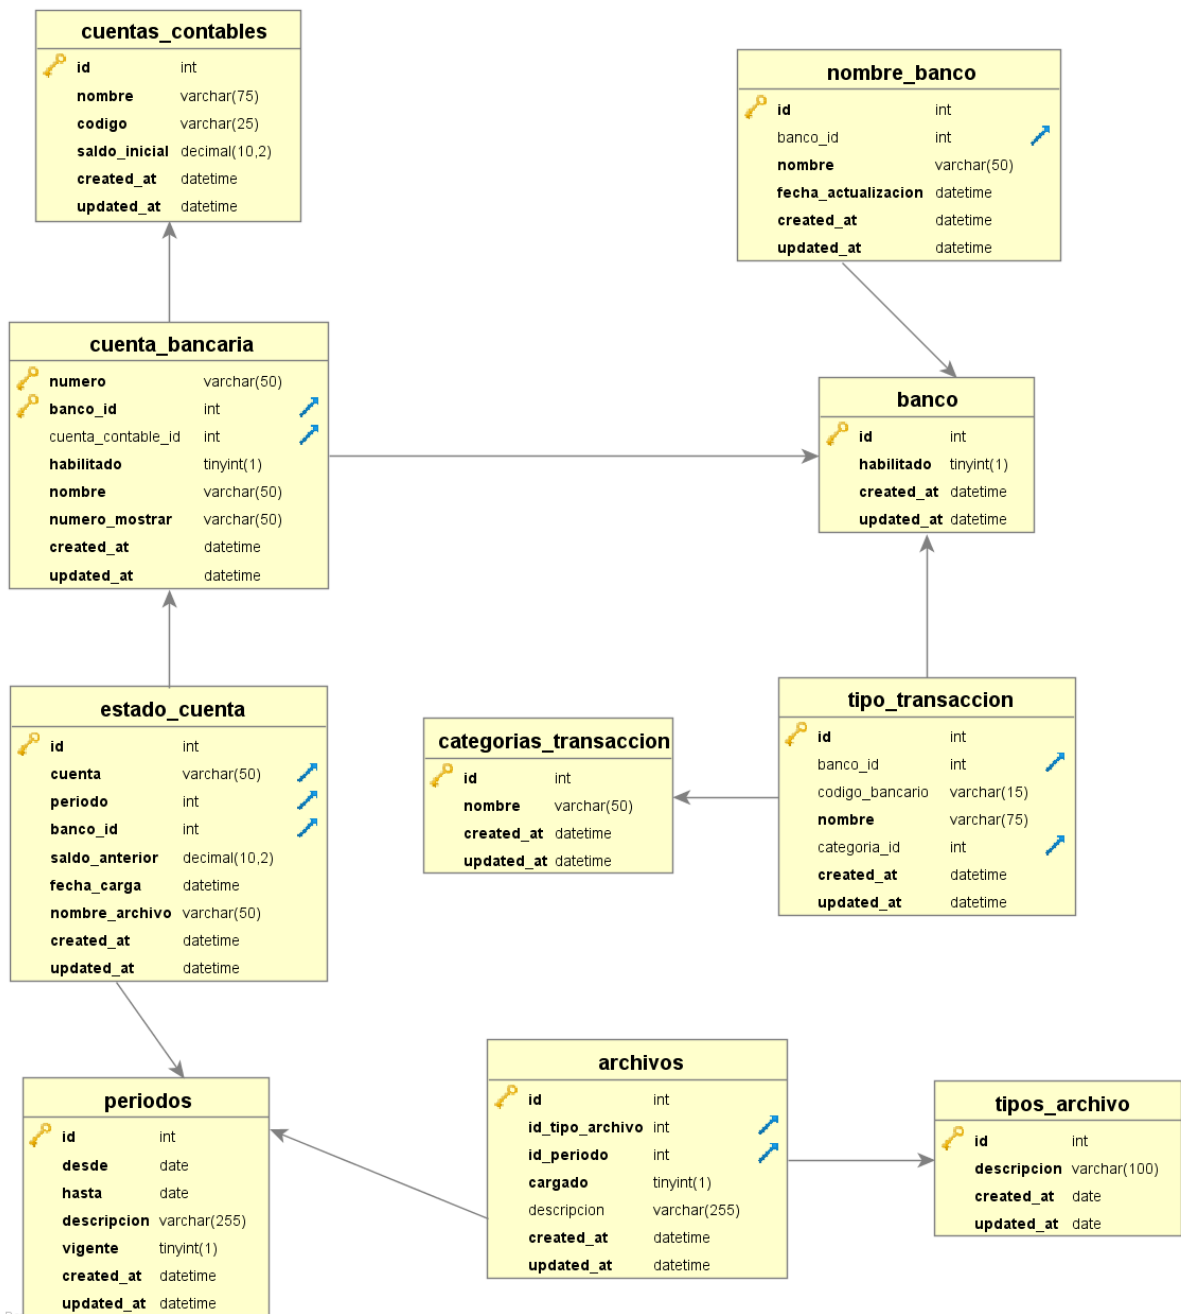 cuentas_contables
id int
nombre varchar(75)
codigo varchar(25)
saldo_inicial decimal(10,2)
created_at datetime
updated_at datetime
nombre_banco
id int
banco_id int
nombre varchar(50)
fecha_actualizacion datetime
created_at datetime
updated_at datetime
cuenta_bancaria
numero varchar(50)
banco_id int
cuenta_contable_id int
habilitado tinyint(1)
nombre varchar(50)
numero_mostrar varchar(50)
created_at datetime
updated_at datetime
banco
id int
habilitado tinyint(1)
created_at datetime
updated_at datetime
estado_cuenta
id int
cuenta varchar(50)
periodo int
banco_id int
saldo_anterior decimal(10,2)
fecha_carga datetime
nombre_archivo varchar(50)
created_at datetime
updated_at datetime
categorias_transaccion
id int
nombre varchar(50)
created_at datetime
updated_at datetime
tipo_transaccion
id int
banco_id int
codigo_bancario varchar(15)
nombre varchar(75)
categoria_id int
created_at datetime
updated_at datetime
periodos
id int
desde date
hasta date
descripcion varchar(255)
vigente tinyint(1)
created_at datetime
updated_at datetime
archivos
id int
id_tipo_archivo int
id_periodo int
cargado tinyint(1)
descripcion varchar(255)
created_at datetime
updated_at datetime
tipos_archivo
id int
descripcion varchar(100)
created_at date
updated_at date